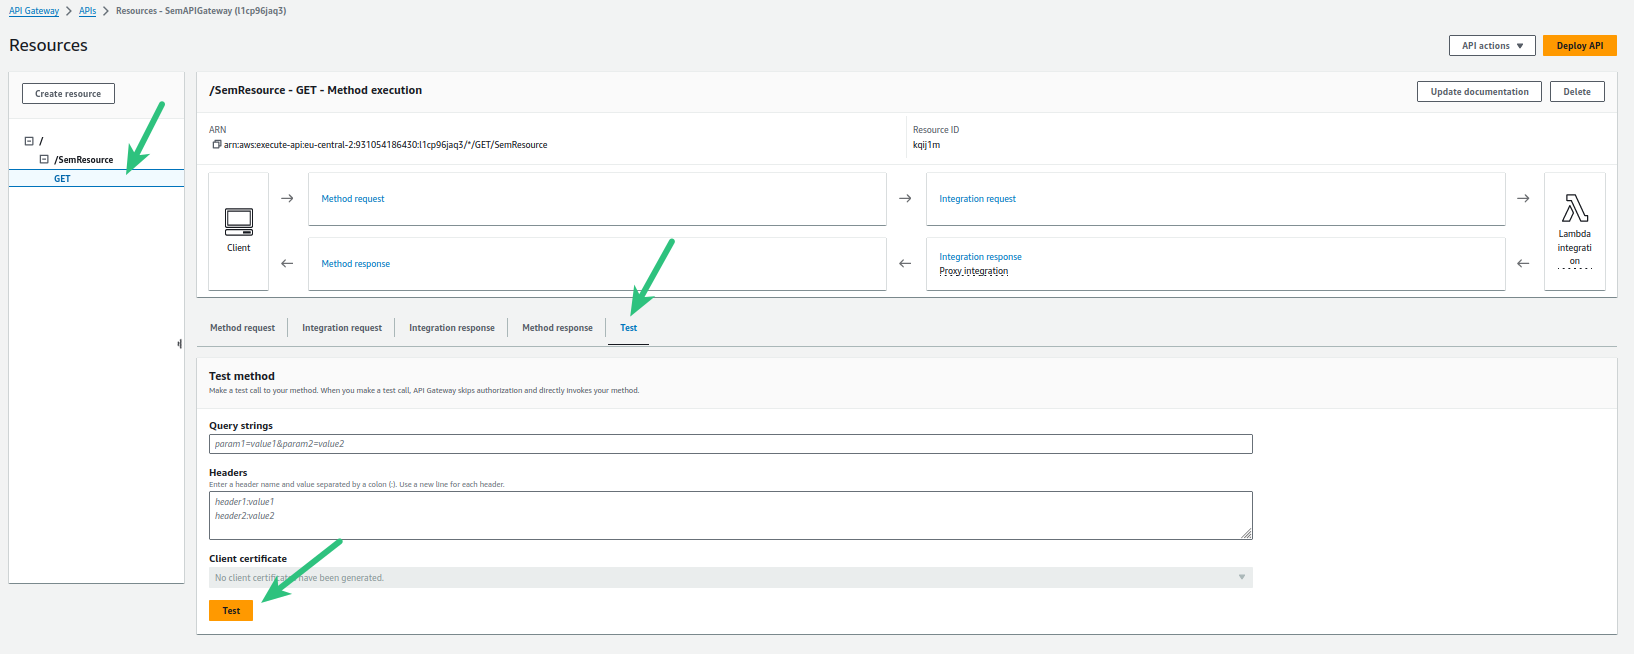 API Gateway > APIs > Resources - SemAPIGateway (l1cp96jaq3)
Resources
API actions ▼
Deploy API
Create resource
/
/SemResource
GET
/SemResource - GET - Method execution
Update documentation
Delete
ARN
arn:aws:execute-api:eu-central-2:931054186430:l1cp96jaq3/*/GET/SemResource
Resource ID
kqij1m
Client
Method request
Integration request
Method response
Integration response
Proxy integration
Lambda
integrati
on
Method request
Integration request
Integration response
Method response
Test
Test method
Make a test call to your method. When you make a test call, API Gateway skips authorization and directly invokes your method.
Query strings
param1=value1&param2=value2
Headers
Enter a header name and value separated by a colon (:). Use a new line for each header.
header1:value1
header2:value2
Client certificate
No client certificates have been generated.
Test